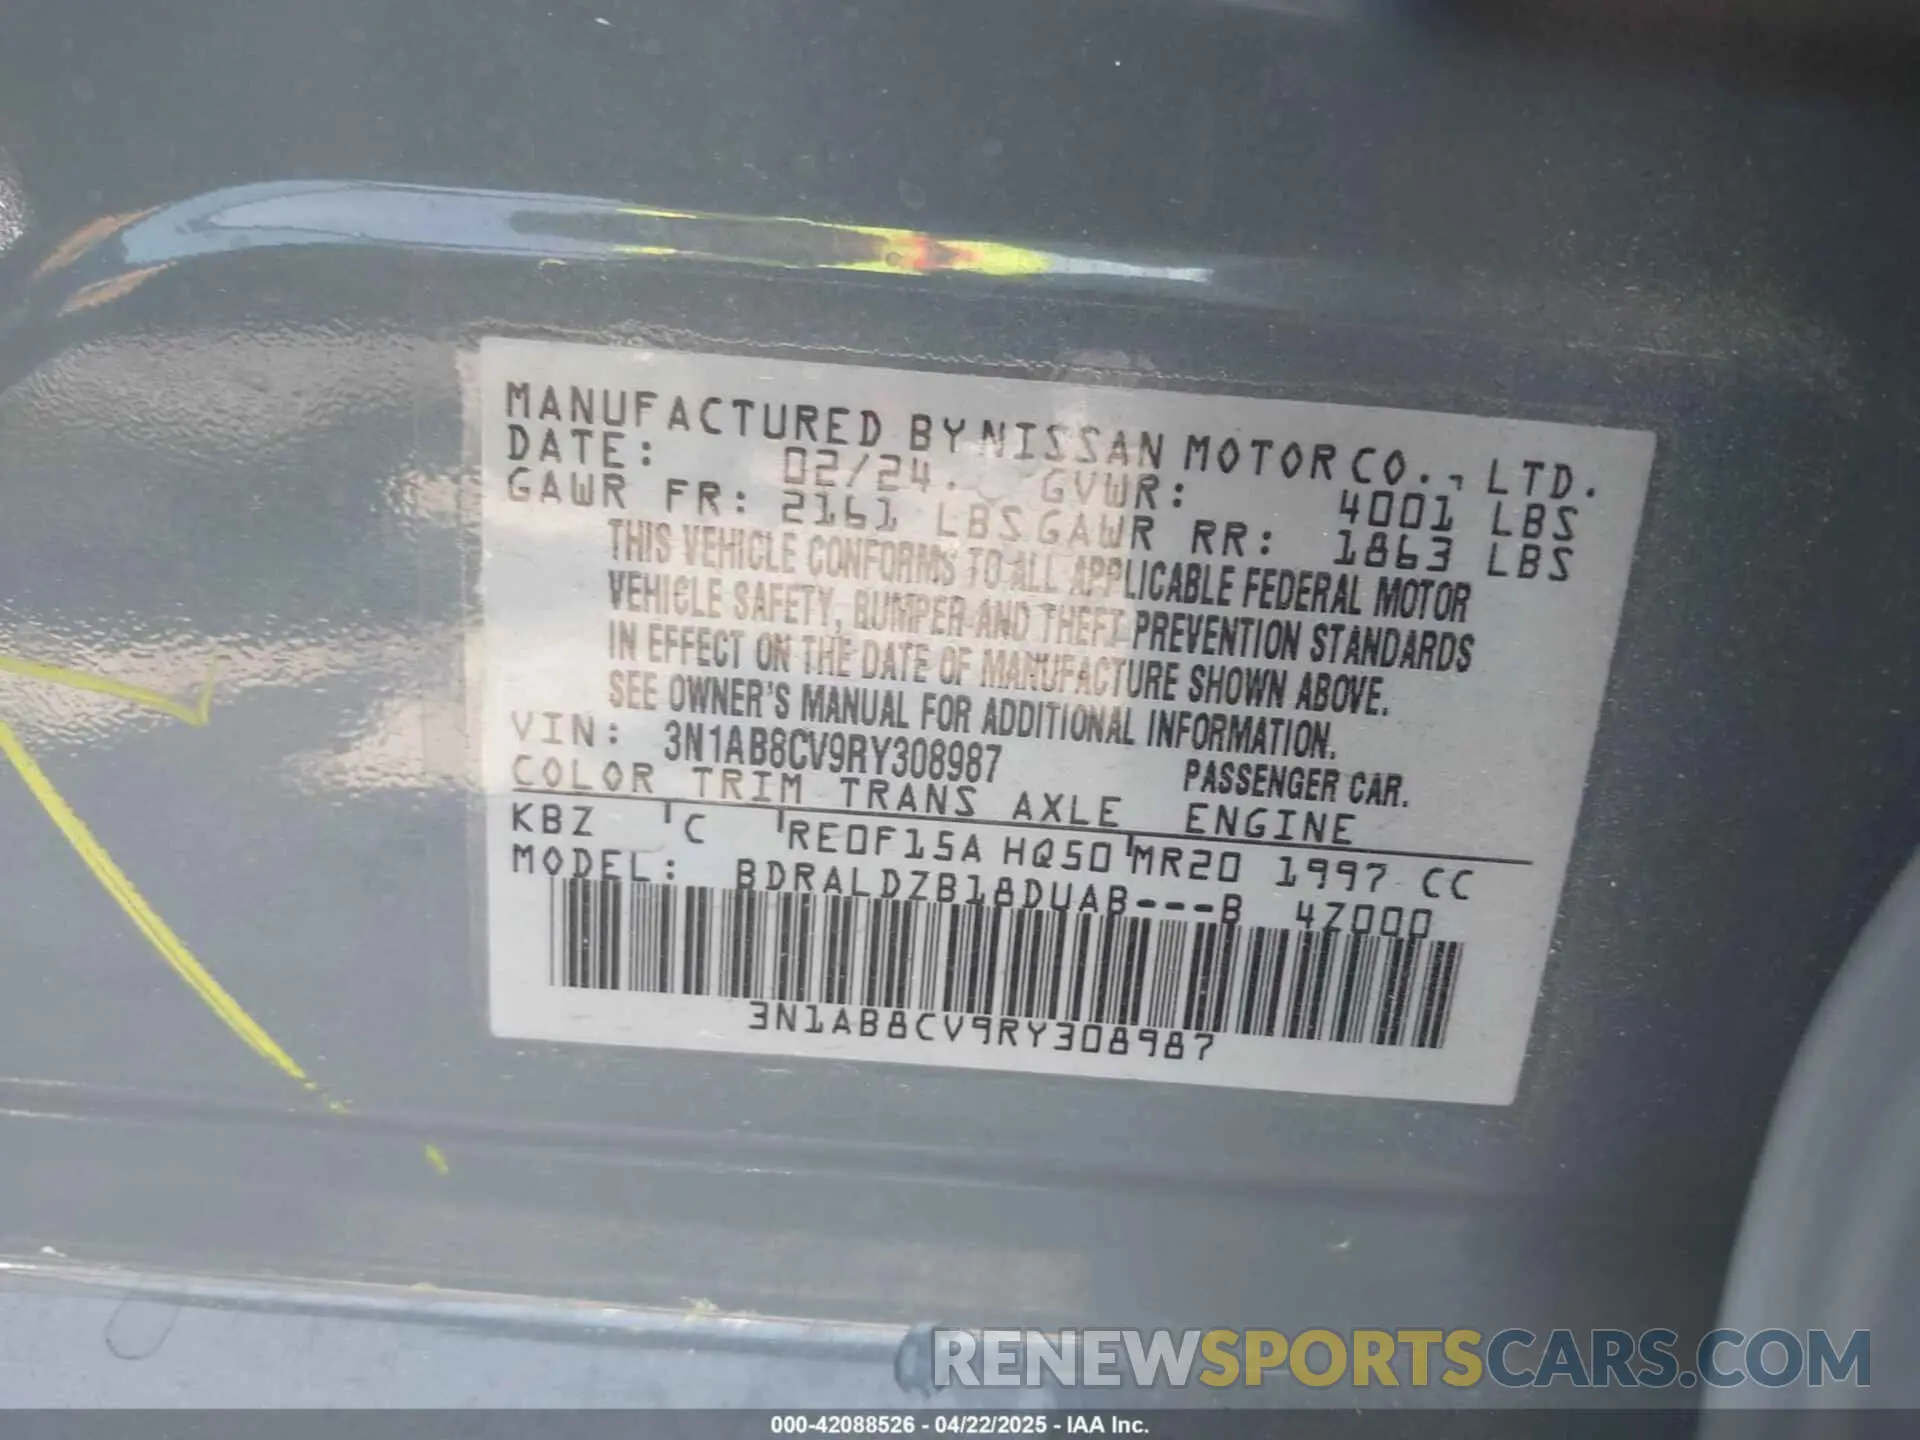 MANUFACTURED BY NISSAN MOTOR CO., LTD.
DATE: 02/24. GVWR: 4001 LBS
GAWR FR: 2161 LBS GAWR RR: 1863 LBS
THIS VEHICLE CONFORMS TO ALL APPLICABLE FEDERAL MOTOR
VEHICLE SAFETY, BUMPER AND THEFT PREVENTION STANDARDS
IN EFFECT ON THE DATE OF MANUFACTURE SHOWN ABOVE.
SEE OWNER'S MANUAL FOR ADDITIONAL INFORMATION.
VIN: 3N1AB8CV9RY308987 PASSENGER CAR.
COLOR TRIM TRANS AXLE ENGINE
KBZ C RE0F15A HQ50 MR20 1997 CC
MODEL: BDRALDZB18DUAB---B 4Z000
3N1AB8CV9RY308987
RENEWSPORTSCARS.COM
000-42088526 - 04/22/2025 - IAA Inc.